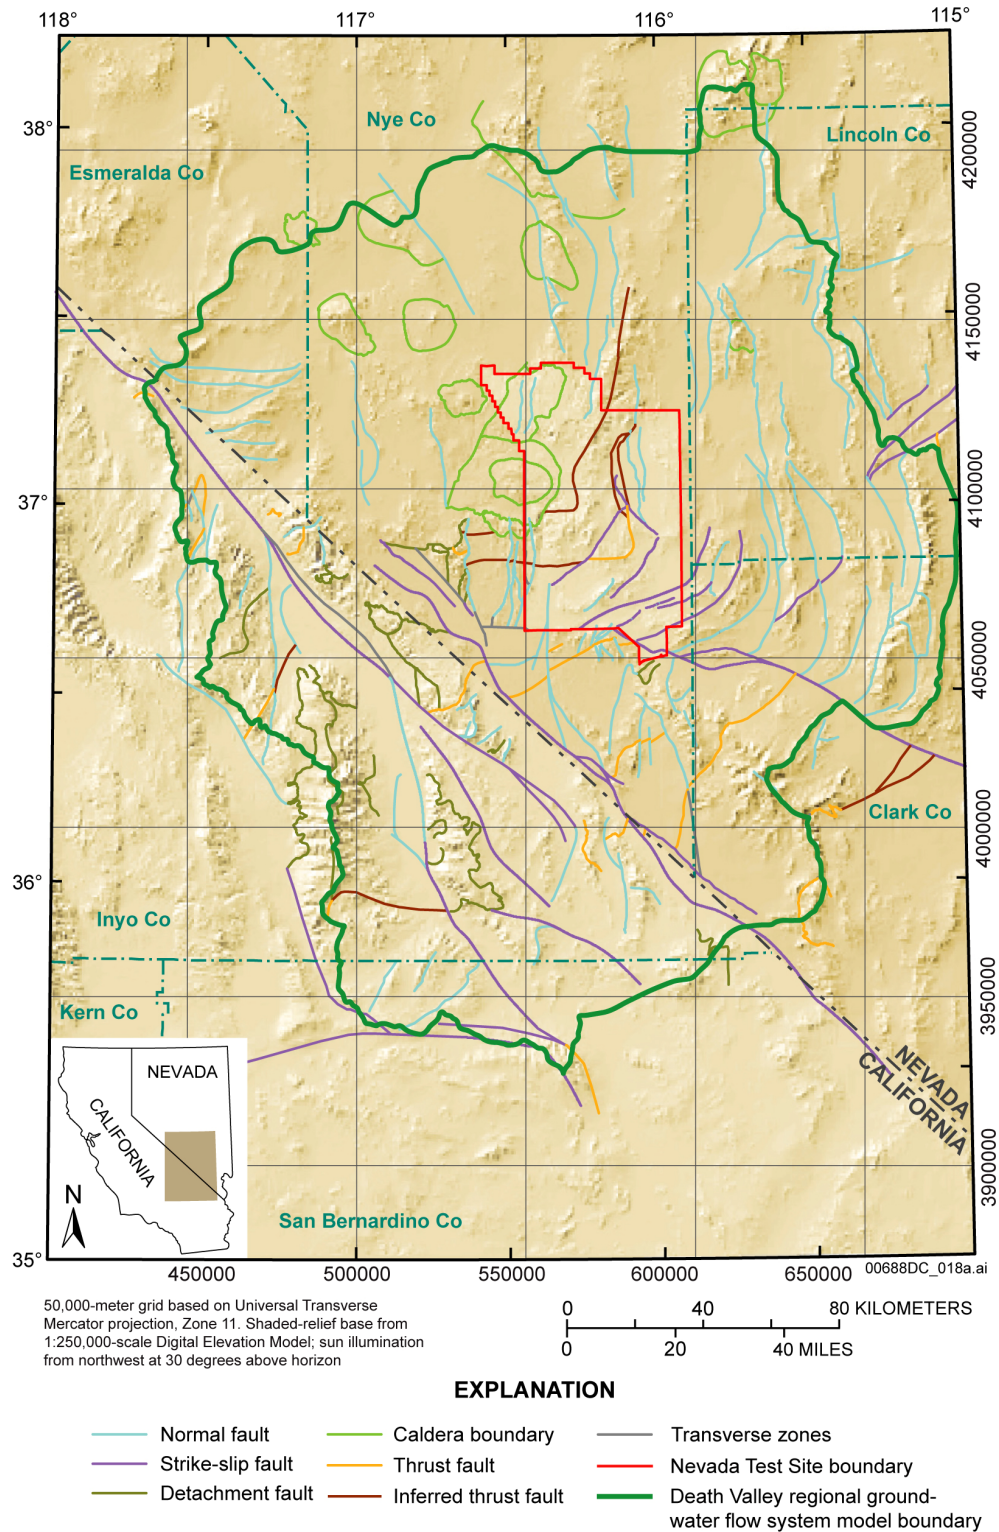 118°
117°
116°
115°
38°
37°
36°
35°
Nye Co
Lincoln Co
Esmeralda Co
Clark Co
Inyo Co
Kern Co
San Bernardino Co
NEVADA
CALIFORNIA
NEVADA
CALIFORNIA
N
4200000
4150000
4100000
4050000
4000000
3950000
3900000
450000
500000
550000
600000
650000
00688DC_018a.ai
50,000-meter grid based on Universal Transverse
Mercator projection, Zone 11. Shaded-relief base from
1:250,000-scale Digital Elevation Model; sun illumination
from northwest at 30 degrees above horizon
0 40 80 KILOMETERS
0 20 40 MILES
EXPLANATION
Normal fault
Strike-slip fault
Detachment fault
Caldera boundary
Thrust fault
Inferred thrust fault
Transverse zones
Nevada Test Site boundary
Death Valley regional ground-
water flow system model boundary